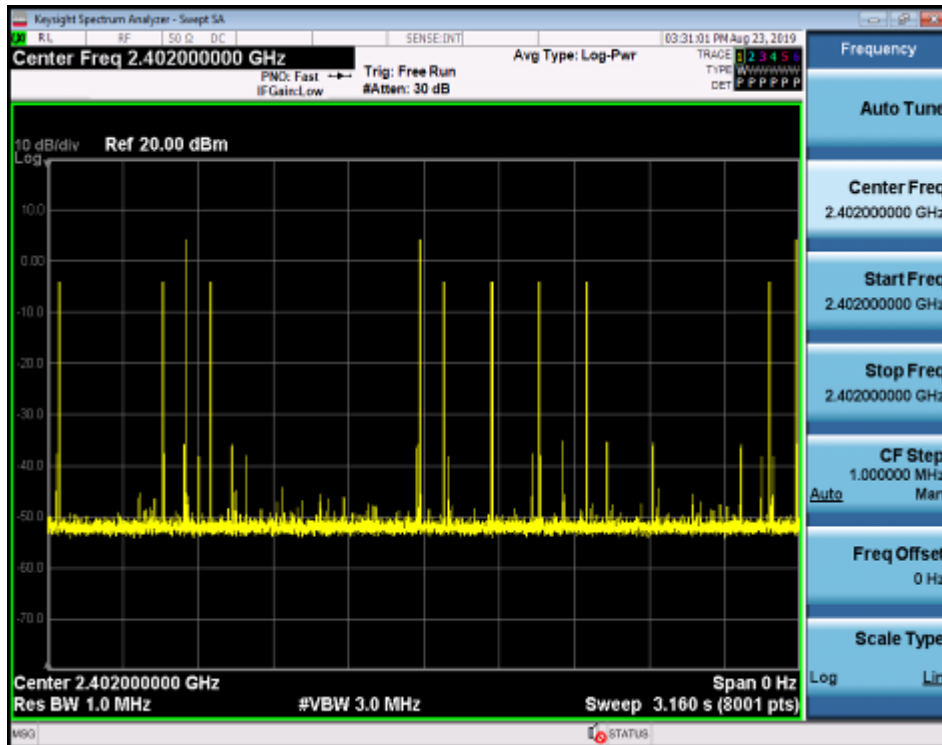 Keysight Spectrum Analyzer - Swept SA
RL RF 50 Ω DC SENSE:INT 03:31:01 PM Aug 23, 2019
Center Freq 2.402000000 GHz
PNO: Fast
IFGain:Low
Trig: Free Run
#Atten: 30 dB
Avg Type: Log-Pwr
TRACE 1 2 3 4 5 6
TYPE WWWWWW
DET P P P P P P
10 dB/div Ref 20.00 dBm
Log
10.0
0.00
-10.0
-20.0
-30.0
-40.0
-50.0
-60.0
-70.0
Center 2.402000000 GHz Span 0 Hz
Res BW 1.0 MHz #VBW 3.0 MHz Sweep 3.160 s (8001 pts)
MSG STATUS
Frequency
Auto Tune
Center Freq
2.402000000 GHz
Start Freq
2.402000000 GHz
Stop Freq
2.402000000 GHz
CF Step
1.000000 MHz
Auto Man
Freq Offset
0 Hz
Scale Type
Log Lin